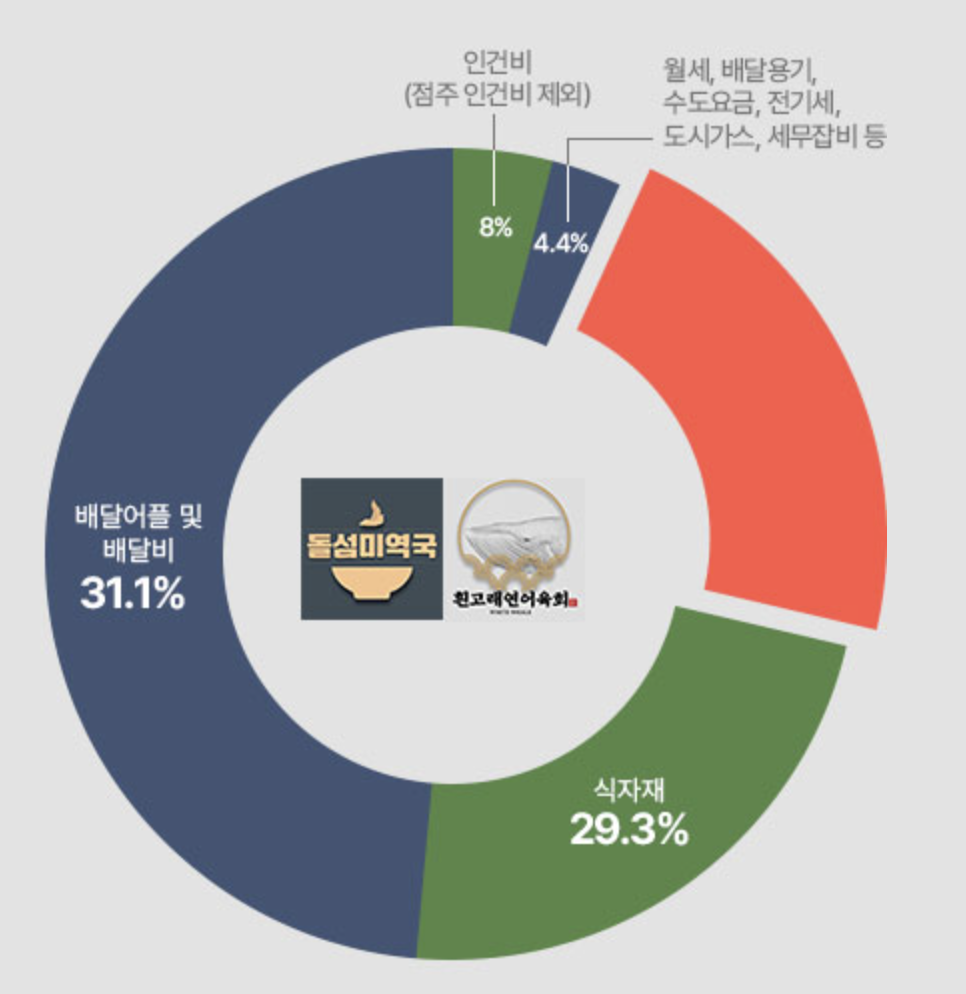 인건비
(점주 인건비 제외)
월세, 배달용기,
수도요금, 전기세,
도시가스, 세무잡비 등
8%
4.4%
배달어플 및
배달비
31.1%
돌섬미역국
흰고래연어육회
식자재
29.3%